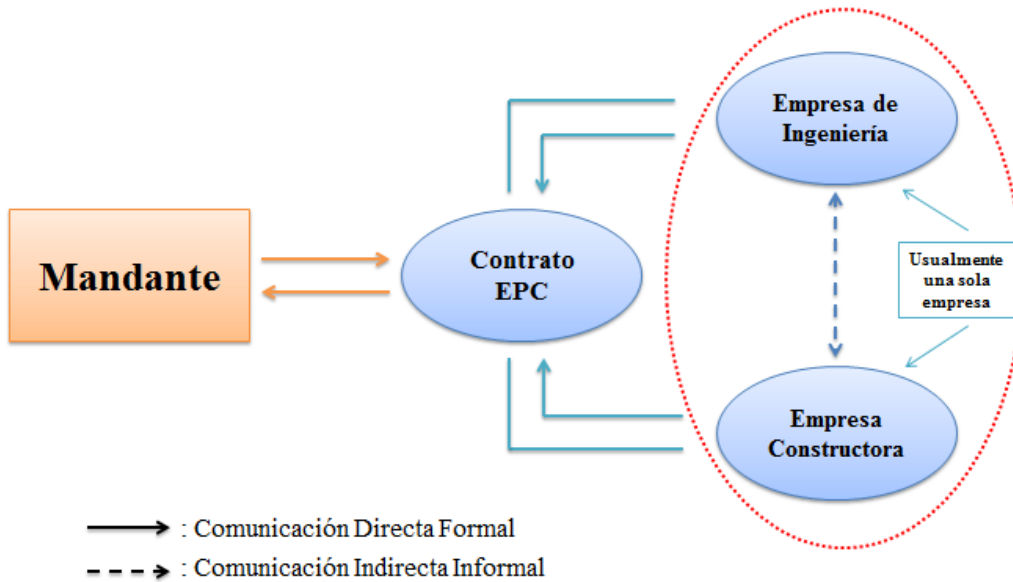 Empresa de
Ingeniería
Mandante
Contrato
EPC
Usualmente
una sola
empresa
Empresa
Constructora
: Comunicación Directa Formal
: Comunicación Indirecta Informal